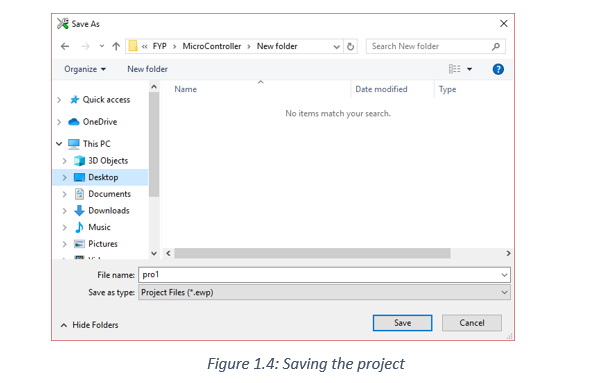 Save As
« FYP > MicroController > New folder
Search New folder
Organize
New folder
?
Name
Date modified
Type
No items match your search.
Quick access
OneDrive
This PC
3D Objects
Desktop
Documents
Downloads
Music
Pictures
File name: pro1
Save as type: Project Files (*.ewp)
Hide Folders
Save
Cancel
Figure 1.4: Saving the project